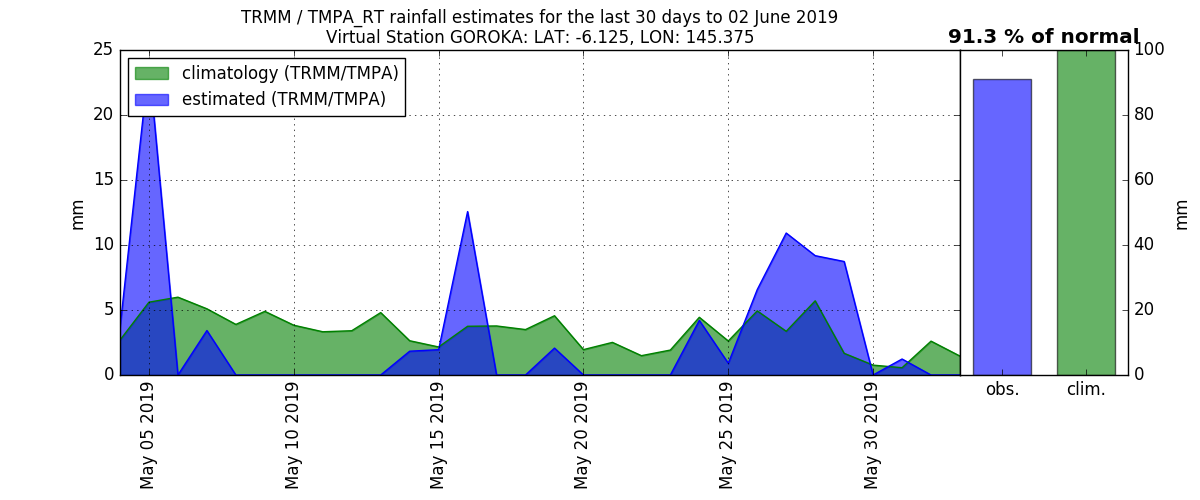 TRMM / TMPA_RT rainfall estimates for the last 30 days to 02 June 2019
Virtual Station GOROKA: LAT: -6.125, LON: 145.375
91.3 % of normal
climatology (TRMM/TMPA)
estimated (TRMM/TMPA)
25
20
15
10
5
0
mm
May 05 2019
May 10 2019
May 15 2019
May 20 2019
May 25 2019
May 30 2019
obs.
clim.
100
80
60
40
20
0
mm